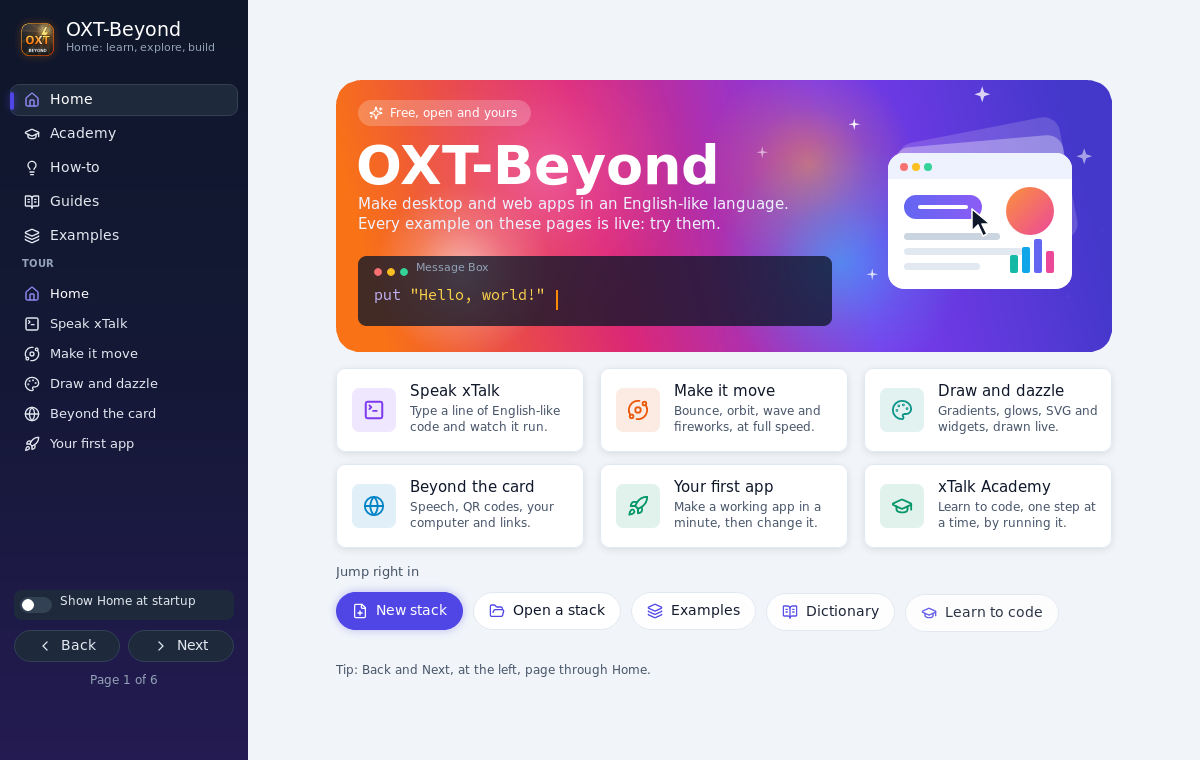 OXT
BEYOND
OXT-Beyond
Home: learn, explore, build
Home
Academy
How-to
Guides
Examples
TOUR
Home
Speak xTalk
Make it move
Draw and dazzle
Beyond the card
Your first app
Show Home at startup
Back
Next
Page 1 of 6
Free, open and yours
OXT-Beyond
Make desktop and web apps in an English-like language.
Every example on these pages is live: try them.
Message Box
put "Hello, world!"
Speak xTalk
Type a line of English-like
code and watch it run.
Make it move
Bounce, orbit, wave and
fireworks, at full speed.
Draw and dazzle
Gradients, glows, SVG and
widgets, drawn live.
Beyond the card
Speech, QR codes, your
computer and links.
Your first app
Make a working app in a
minute, then change it.
xTalk Academy
Learn to code, one step at
a time, by running it.
Jump right in
New stack
Open a stack
Examples
Dictionary
Learn to code
Tip: Back and Next, at the left, page through Home.